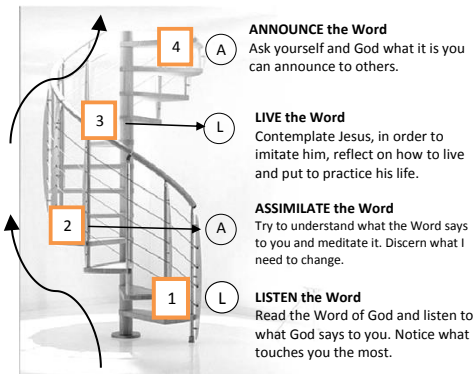 4
A
ANNOUNCE the Word
Ask yourself and God what it is you
can announce to others.
3
L
LIVE the Word
Contemplate Jesus, in order to
imitate him, reflect on how to live
and put to practice his life.
2
A
ASSIMILATE the Word
Try to understand what the Word says
to you and meditate it. Discern what I
need to change.
1
L
LISTEN the Word
Read the Word of God and listen to
what God says to you. Notice what
touches you the most.